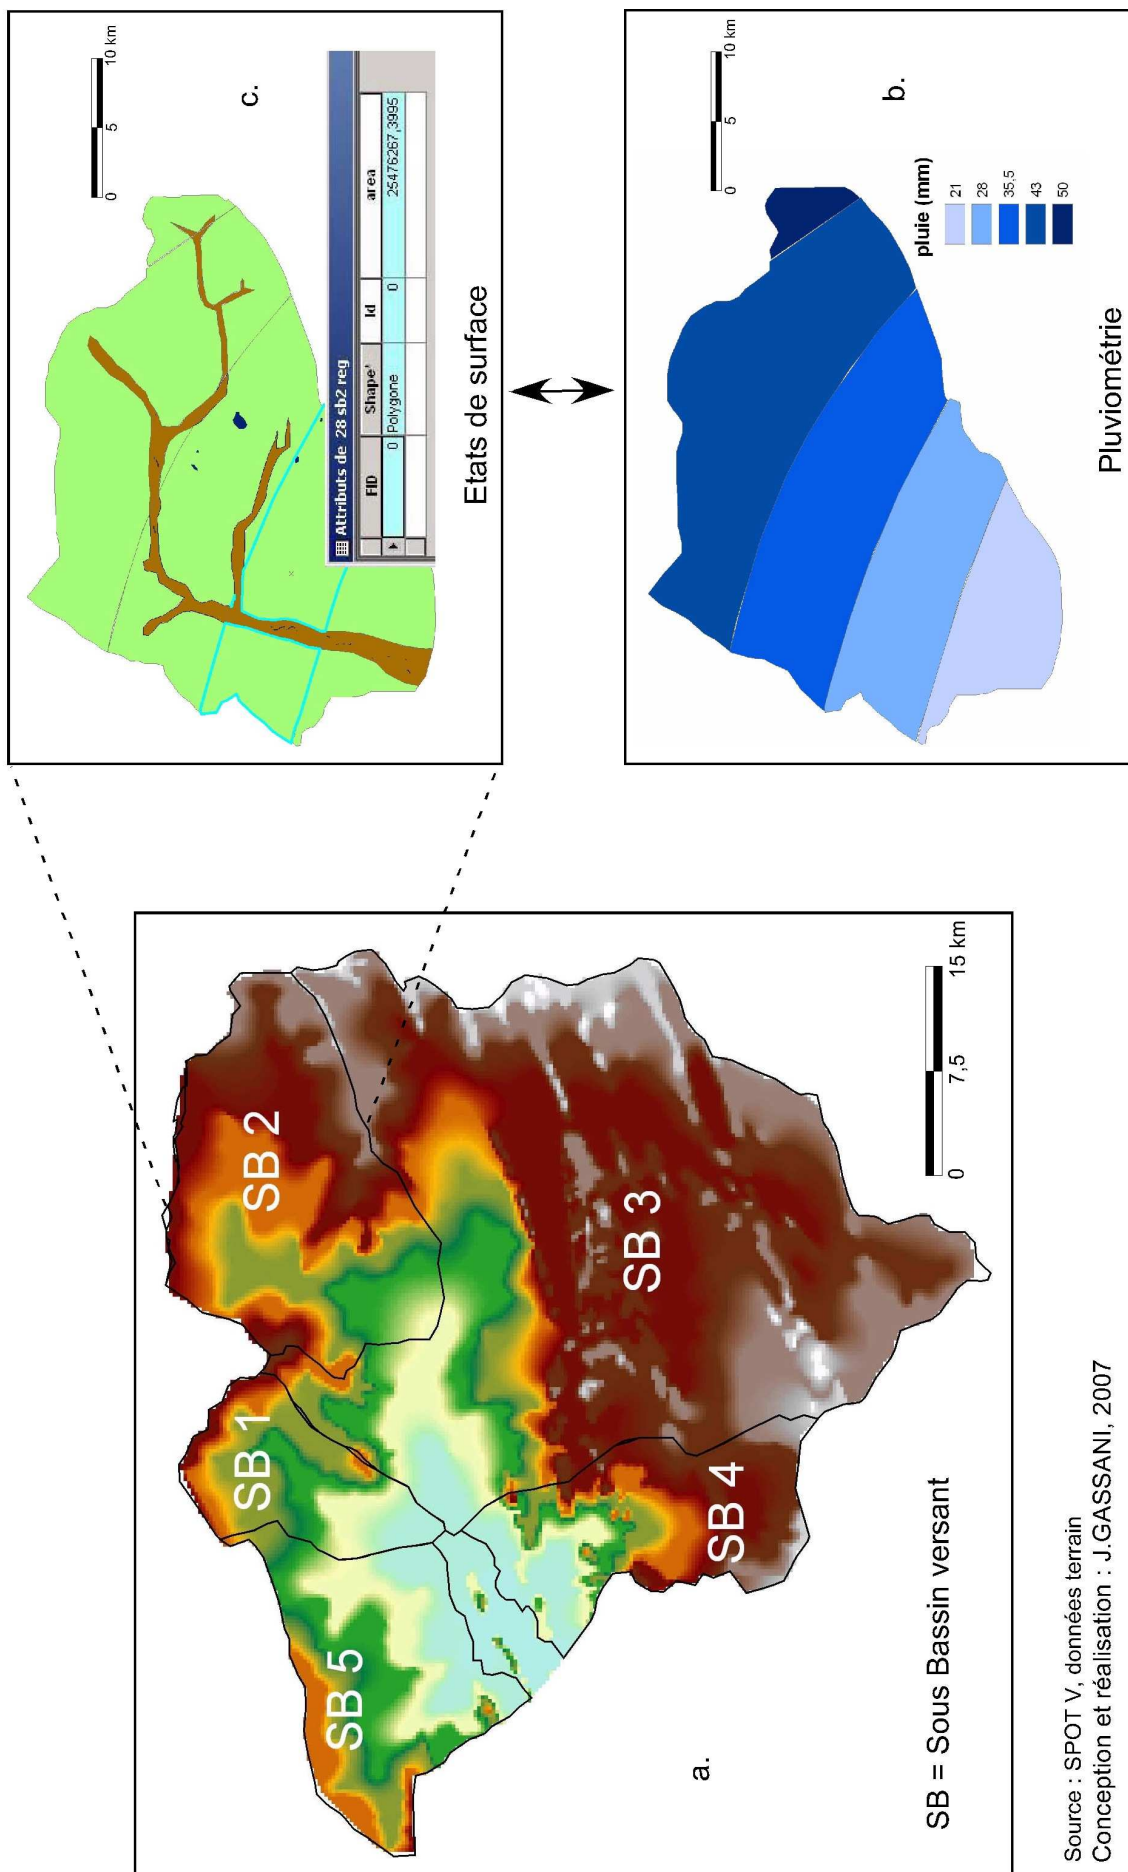 SB 5
SB 1
SB 2
SB 4
SB 3
a.
SB = Sous Bassin versant
0 7,5 15 km
c.
0 5 10 km
Attributs de 28 sb2 reg
FID Shape* Id area
0 Polygone 0 25476267,3995
Etats de surface
b.
0 5 10 km
pluie (mm)
21
28
35,5
43
50
Pluviométrie
Source : SPOT V, données terrain
Conception et réalisation : J.GASSANI, 2007